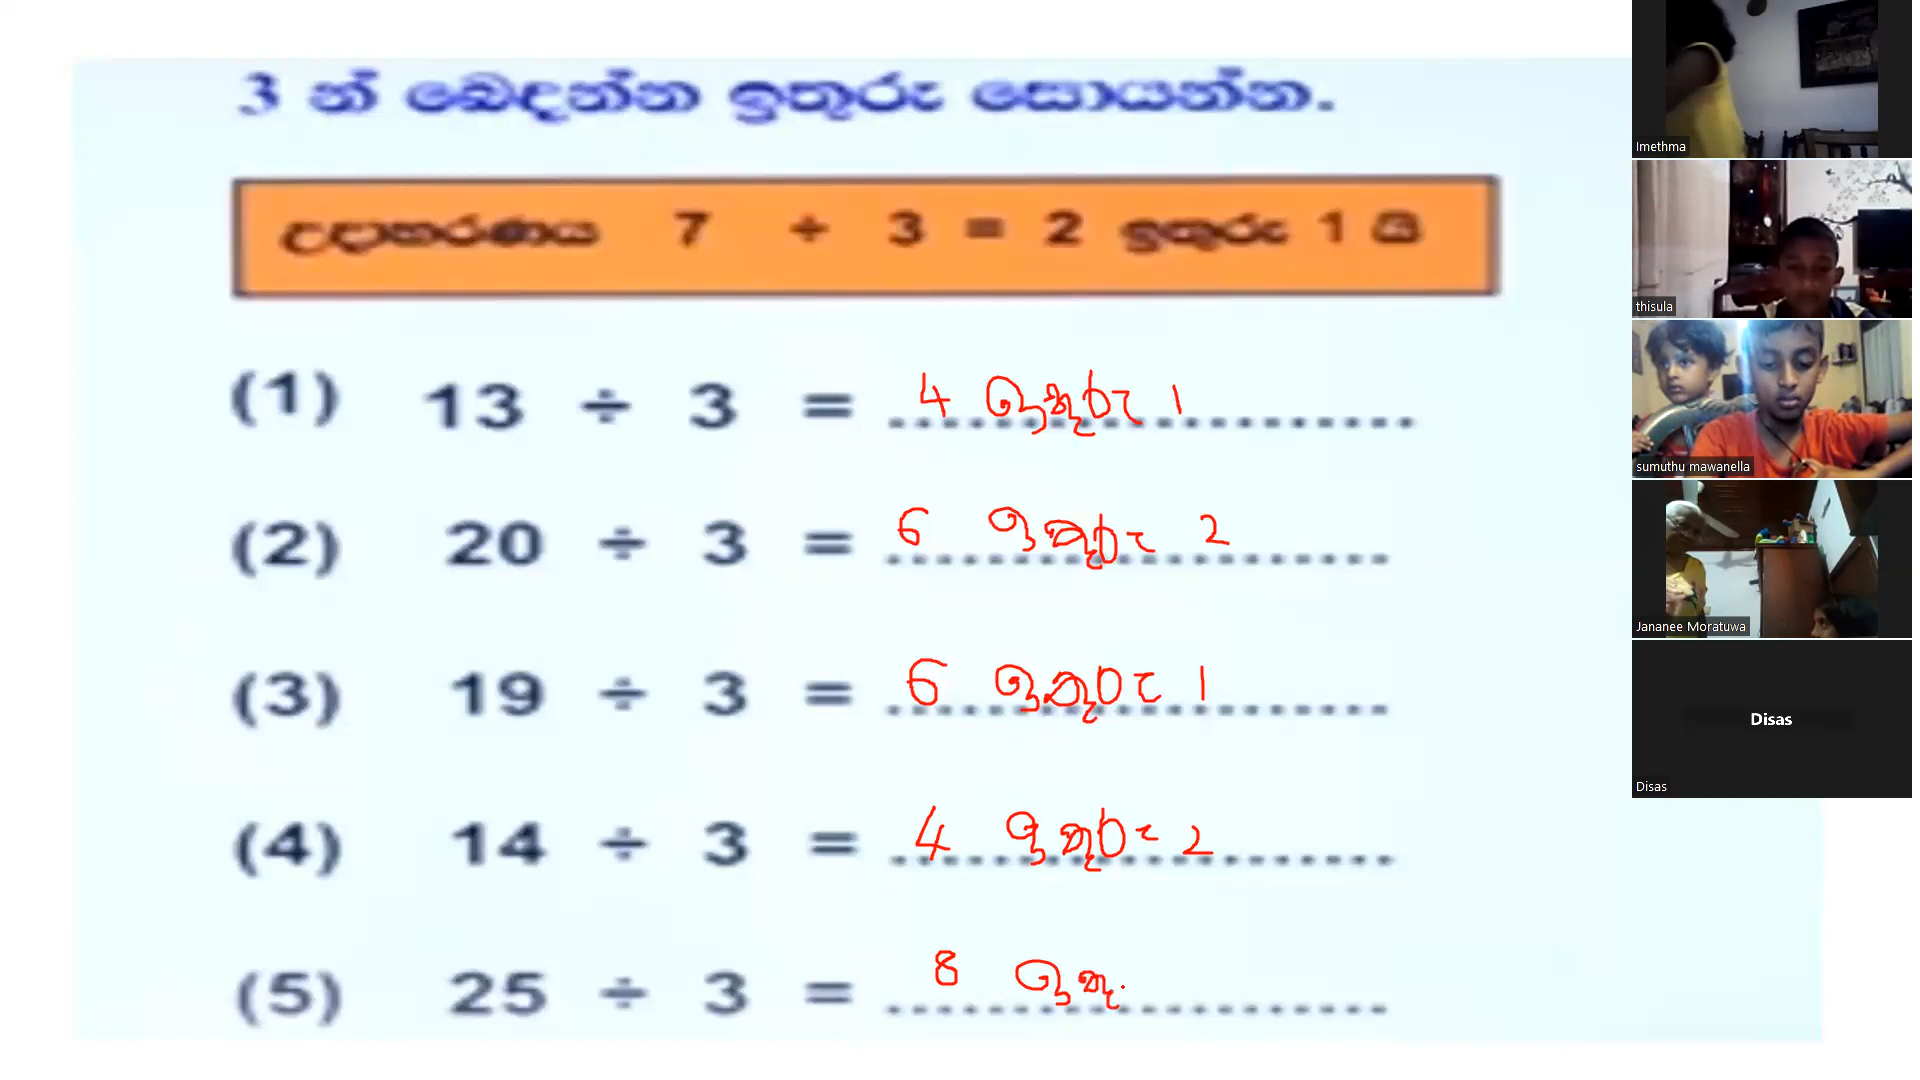 3 න් බෙදන්න ඉතුරු සොයන්න.
උදාහරණය 7 ÷ 3 = 2 ඉතුරු 1 යි
(1) 13 ÷ 3 = 4 ඉතුරු 1
(2) 20 ÷ 3 = 6 ඉතුරු 2
(3) 19 ÷ 3 = 6 ඉතුරු 1
(4) 14 ÷ 3 = 4 ඉතුරු 2
(5) 25 ÷ 3 = 8 ඉතු
Imethma
thisula
sumuthu mawanella
Jananee Moratuwa
Disas
Disas